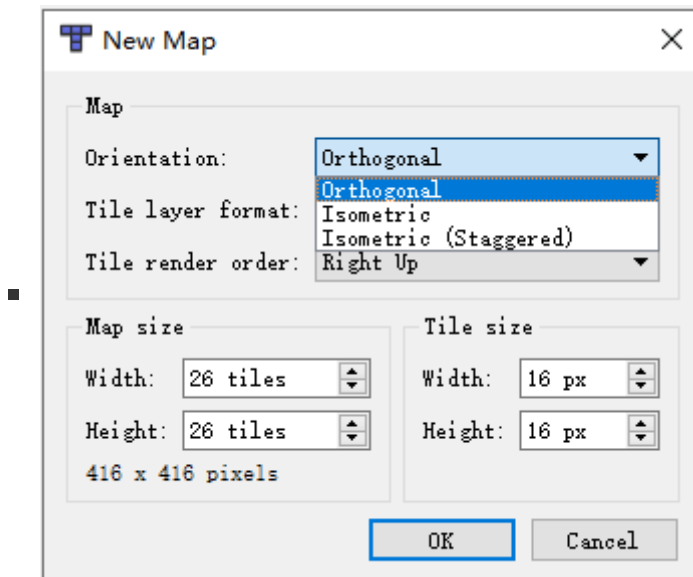 New Map
Map
Orientation: Orthogonal
Orthogonal
Tile layer format: Isometric
Isometric (Staggered)
Tile render order: Right Up
Map size Tile size
Width: 26 tiles Width: 16 px
Height: 26 tiles Height: 16 px
416 x 416 pixels
OK Cancel